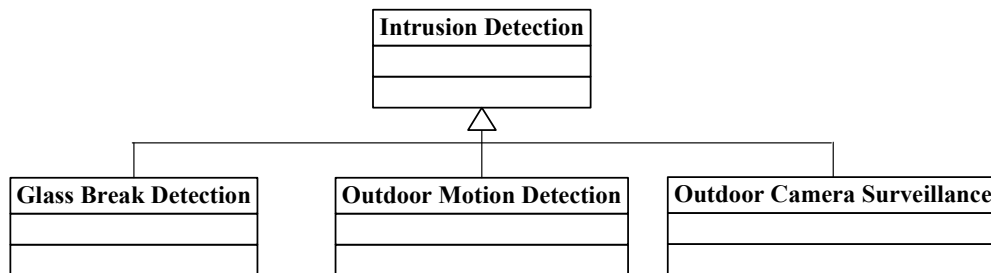 Intrusion Detection
Glass Break Detection
Outdoor Motion Detection
Outdoor Camera Surveillance